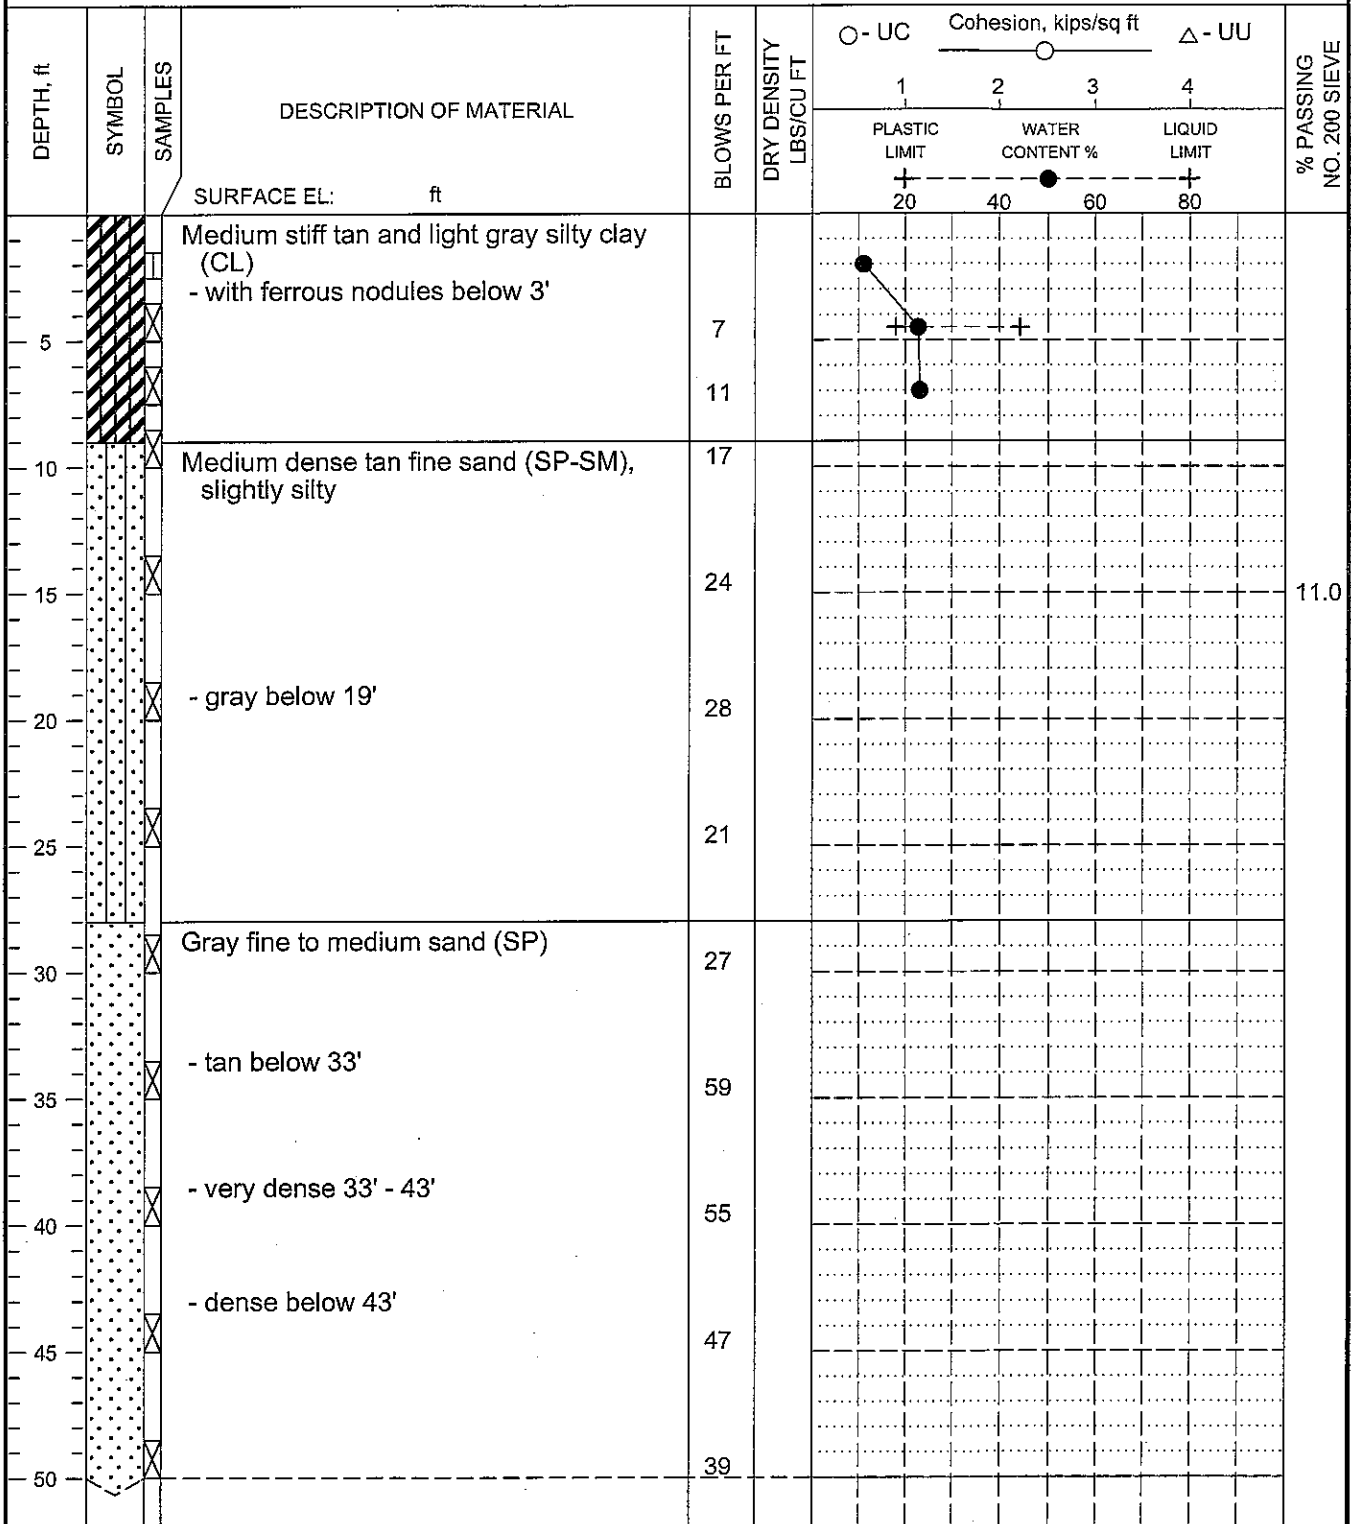 DEPTH, ft
SYMBOL
SAMPLES
DESCRIPTION OF MATERIAL
SURFACE EL: ft
BLOWS PER FT
DRY DENSITY
LBS/CU FT
○ - UC Cohesion, kips/sq ft △ - UU
1 2 3 4
PLASTIC LIMIT
WATER CONTENT %
LIQUID LIMIT
20 40 60 80
% PASSING
NO. 200 SIEVE
Medium stiff tan and light gray silty clay
(CL)
- with ferrous nodules below 3'
7
5
11
Medium dense tan fine sand (SP-SM),
17
10
slightly silty
24
15
11.0
- gray below 19'
28
20
21
25
Gray fine to medium sand (SP)
27
30
- tan below 33'
59
35
- very dense 33' - 43'
55
40
- dense below 43'
47
45
39
50